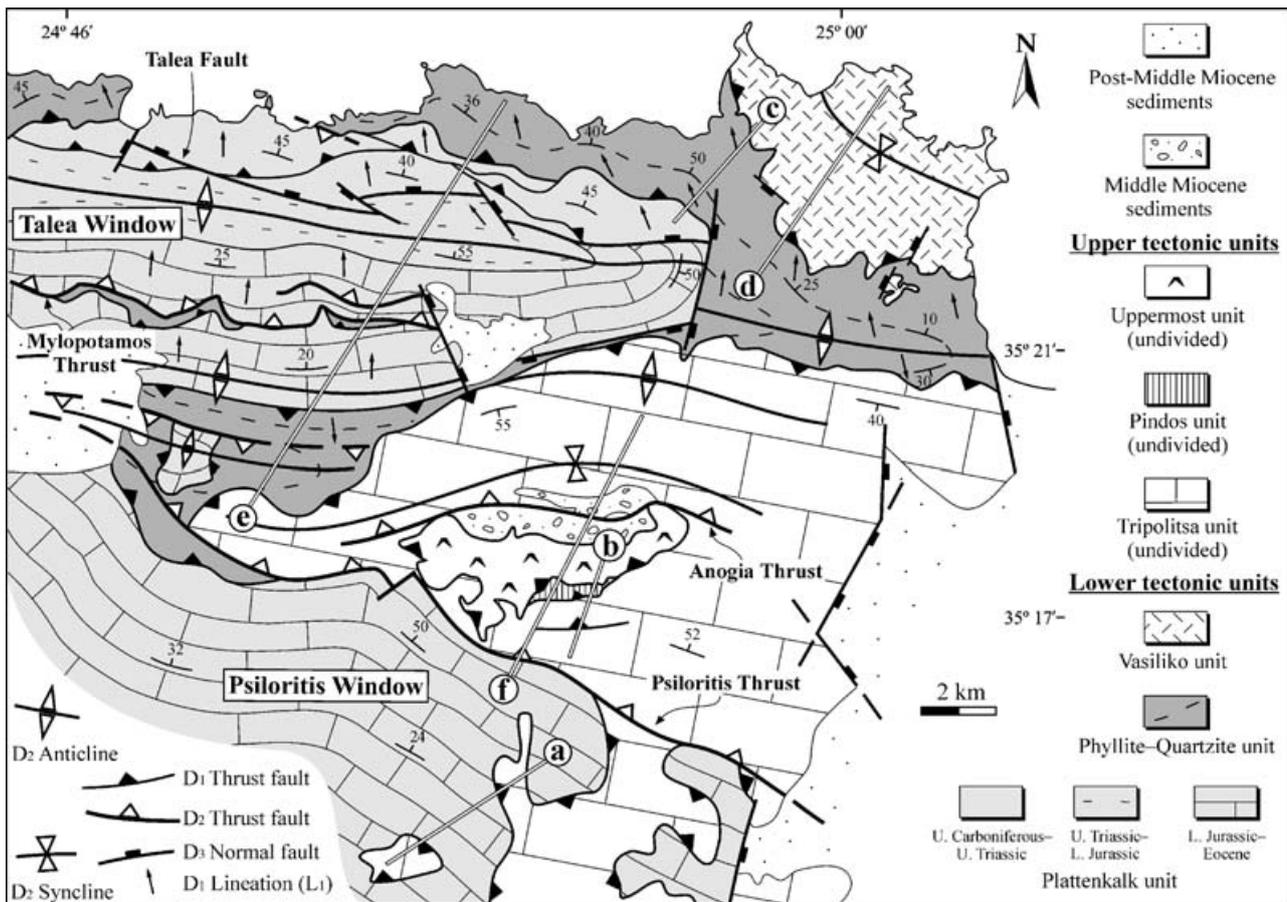 24° 46′
25° 00′
Talea Fault
45
36
c
N
45
40
40
50
45
Talea Window
25
55
50
d
25
10
30
35° 21′
Mylopotamos
Thrust
20
55
40
e
b
Anogia Thrust
35° 17′
50
52
32
Psiloritis Window
f
Psiloritis Thrust
2 km
24
a
D2 Anticline
D1 Thrust fault
D2 Thrust fault
D3 Normal fault
D2 Syncline
D1 Lineation (L1)
Post-Middle Miocene
sediments
Middle Miocene
sediments
Upper tectonic units
Uppermost unit
(undivided)
Pindos unit
(undivided)
Tripolitsa unit
(undivided)
Lower tectonic units
Vasiliko unit
Phyllite–Quartzite unit
U. Carboniferous–
U. Triassic
U. Triassic–
L. Jurassic
L. Jurassic–
Eocene
Plattenkalk unit